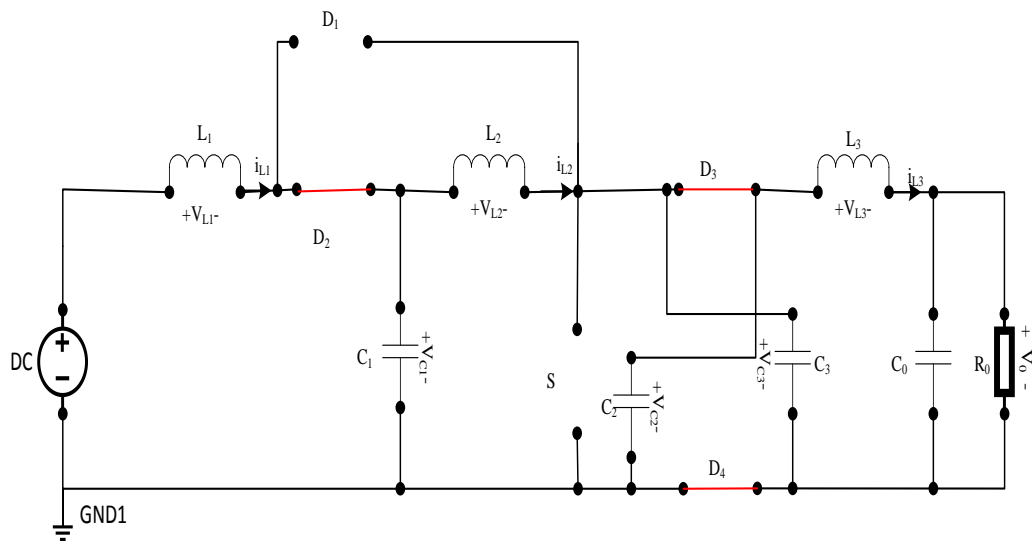 D1
L1
iL1
L2
iL2
D3
L3
iL3
+VL1-
D2
+VL2-
+VL3-
DC
C1
+VC1-
S
C2
+VC2-
+VC3-
C3
C0
R0
+Vo-
D4
GND1